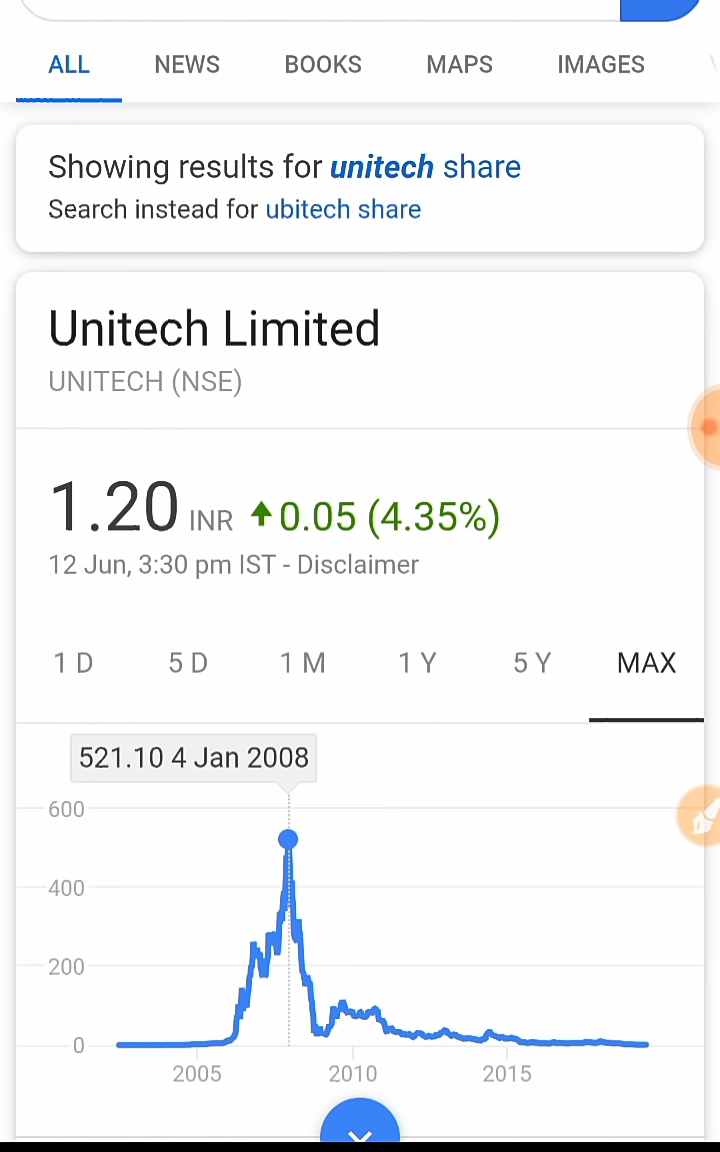 ALL NEWS BOOKS MAPS IMAGES
Showing results for unitech share
Search instead for ubitech share
Unitech Limited
UNITECH (NSE)
1.20 INR ↑0.05 (4.35%)
12 Jun, 3:30 pm IST - Disclaimer
1 D 5 D 1 M 1 Y 5 Y MAX
521.10 4 Jan 2008
600
400
200
0
2005 2010 2015